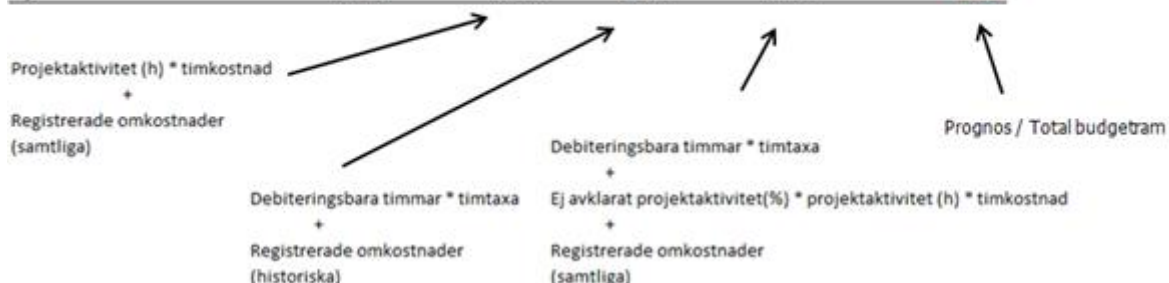 Projektaktivitet (h) * timkostnad
+
Registrerade omkostnader
(samtliga)
Debiteringsbara timmar * timtaxa
+
Registrerade omkostnader
(historiska)
Debiteringsbara timmar * timtaxa
+
Ej avklarat projektaktivitet(%) * projektaktivitet (h) * timkostnad
+
Registrerade omkostnader
(samtliga)
Prognos / Total budgetram